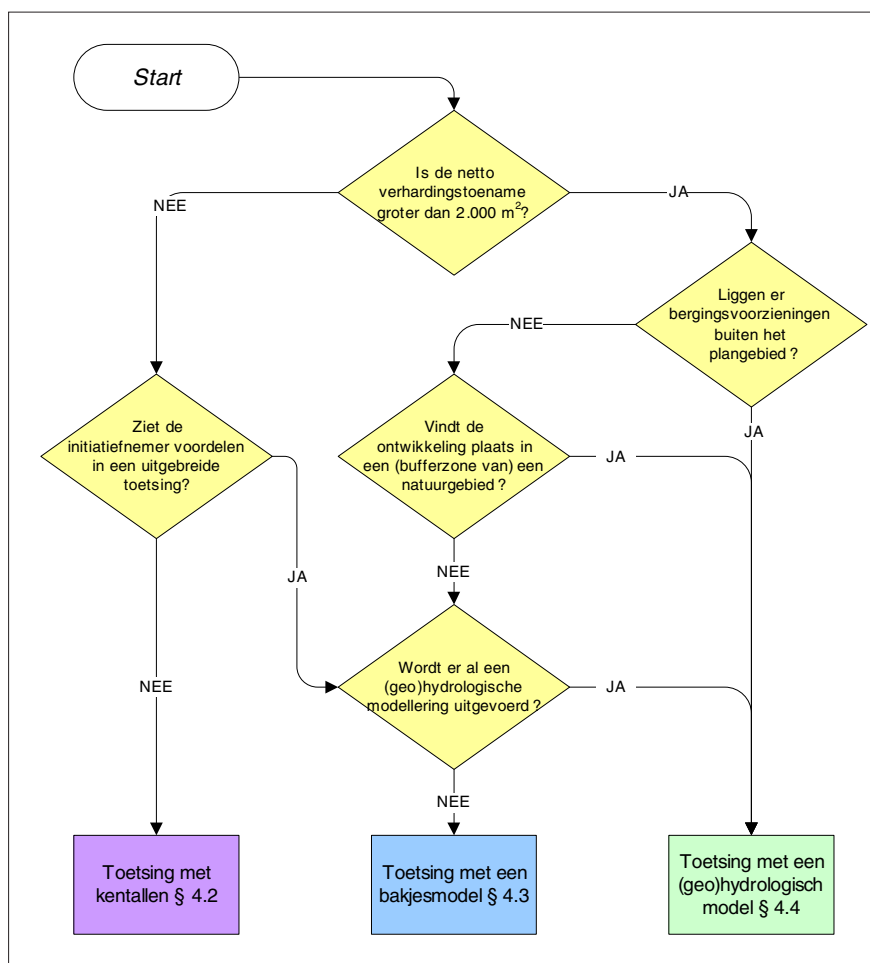 Start
Is de netto
verhardingstoename
groter dan 2.000 m²?
NEE
JA
Liggen er
bergingsvoorzieningen
buiten het
plangebied ?
NEE
JA
Ziet de
initiatiefnemer voordelen
in een uitgebreide
toetsing?
Vindt de
ontwikkeling plaats in
een (bufferzone van) een
natuurgebied ?
JA
JA
NEE
NEE
Wordt er al een
(geo)hydrologische
modellering uitgevoerd ?
JA
NEE
Toetsing met
kentallen § 4.2
Toetsing met een
bakjesmodel § 4.3
Toetsing met een
(geo)hydrologisch
model § 4.4